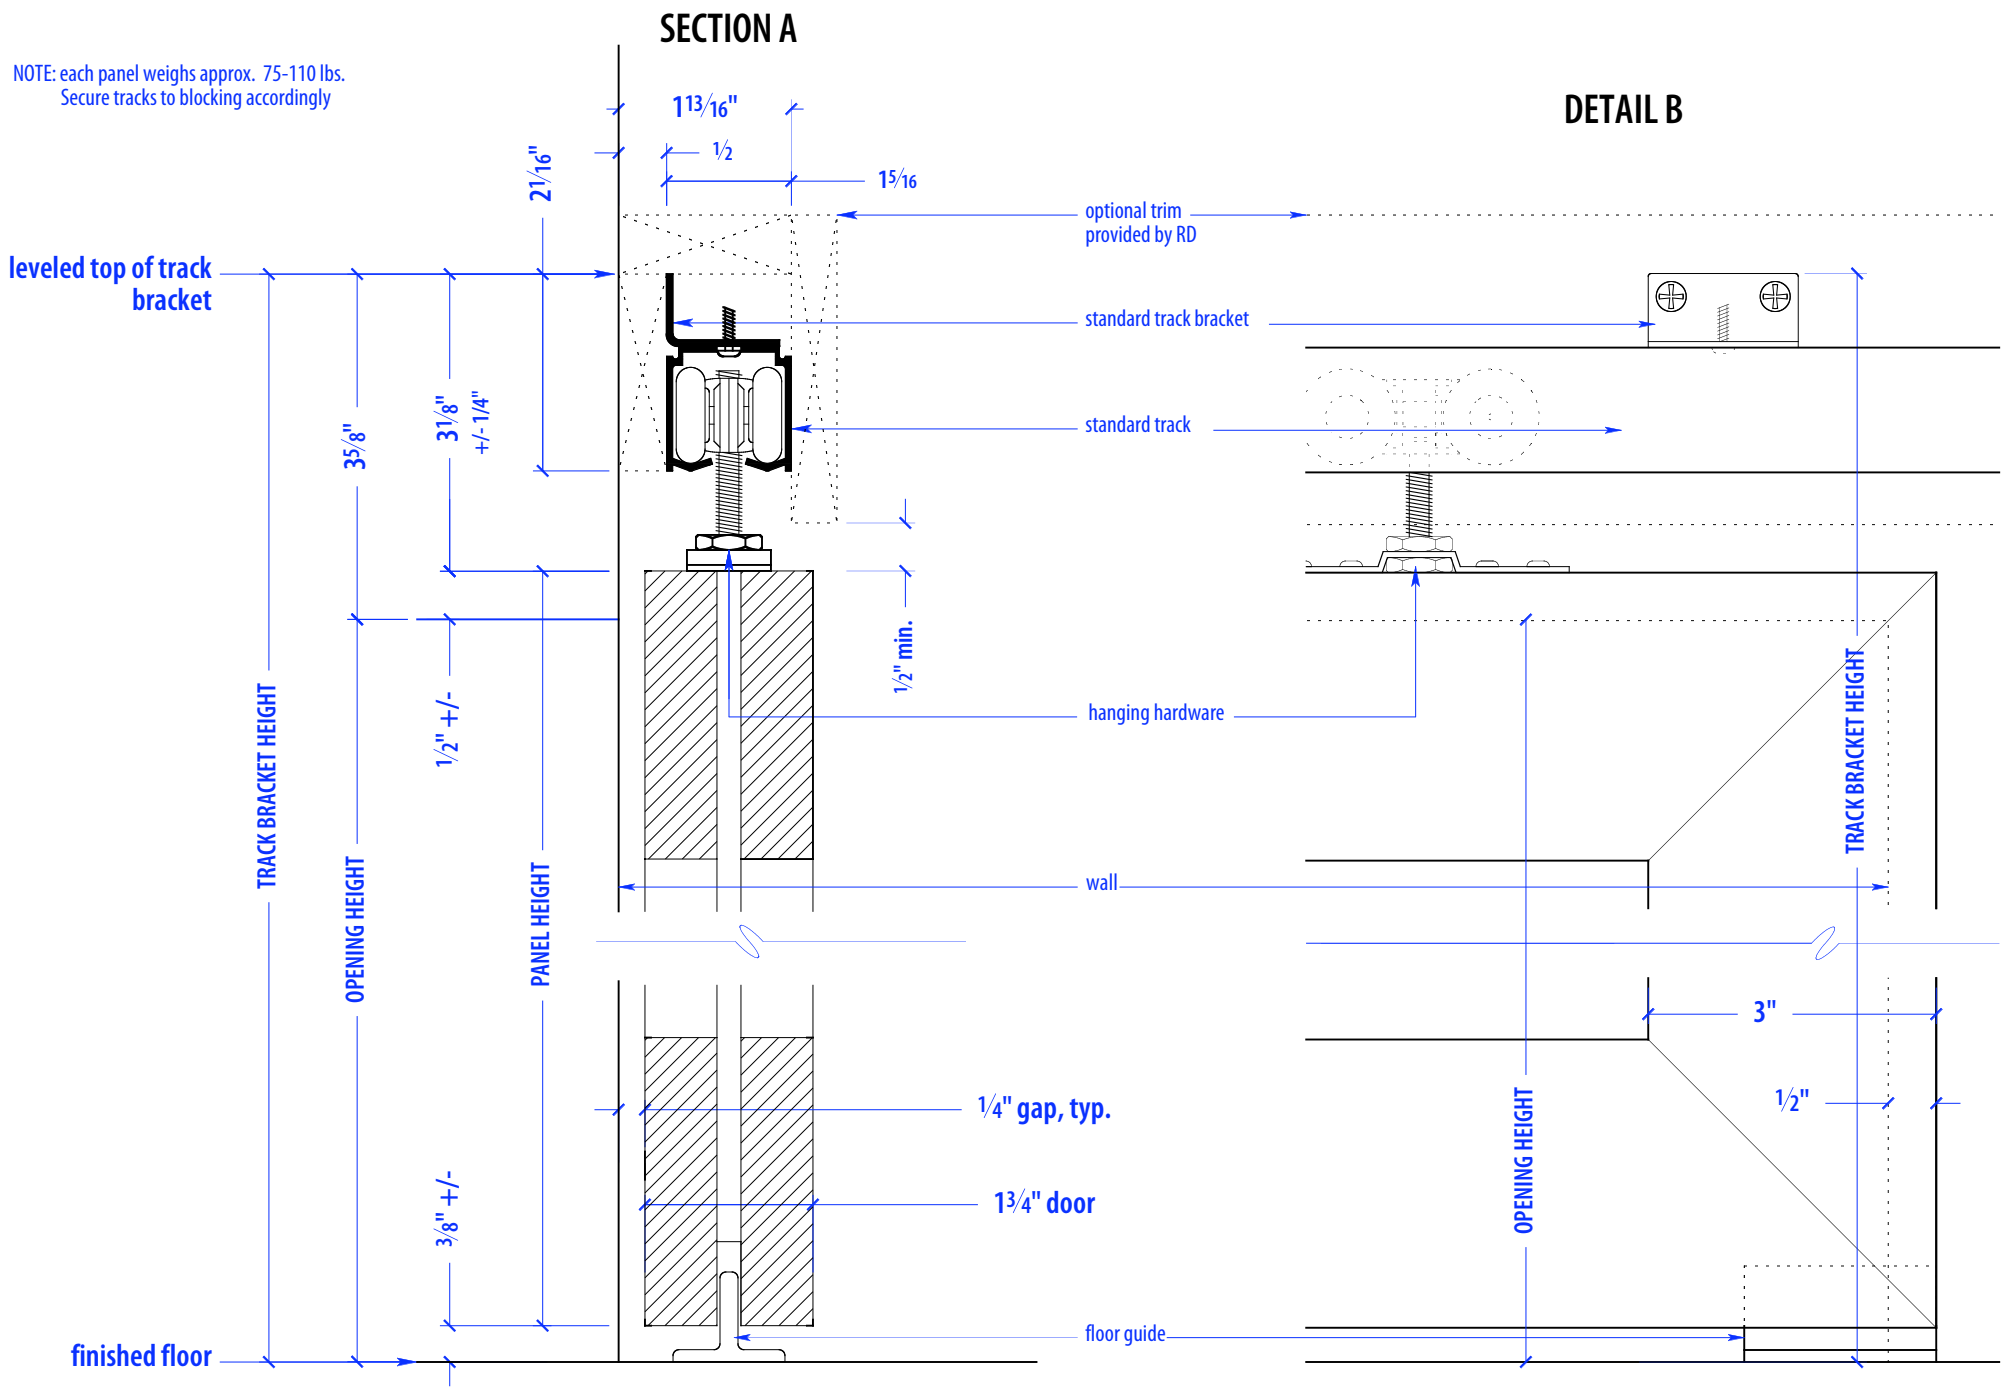 SECTION A
NOTE: each panel weighs approx. 75-110 lbs.
Secure tracks to blocking accordingly
1 13/16"
DETAIL B
1/2
2 1/16"
1 5/16
optional trim
provided by RD
leveled top of track
bracket
standard track bracket
3 5/8"
3 1/8"
+/- 1/4"
standard track
1/2" min.
TRACK BRACKET HEIGHT
1/2" +/-
hanging hardware
TRACK BRACKET HEIGHT
OPENING HEIGHT
PANEL HEIGHT
wall
3"
1/4" gap, typ.
1/2"
OPENING HEIGHT
3/8" +/-
1 3/4" door
floor guide
finished floor